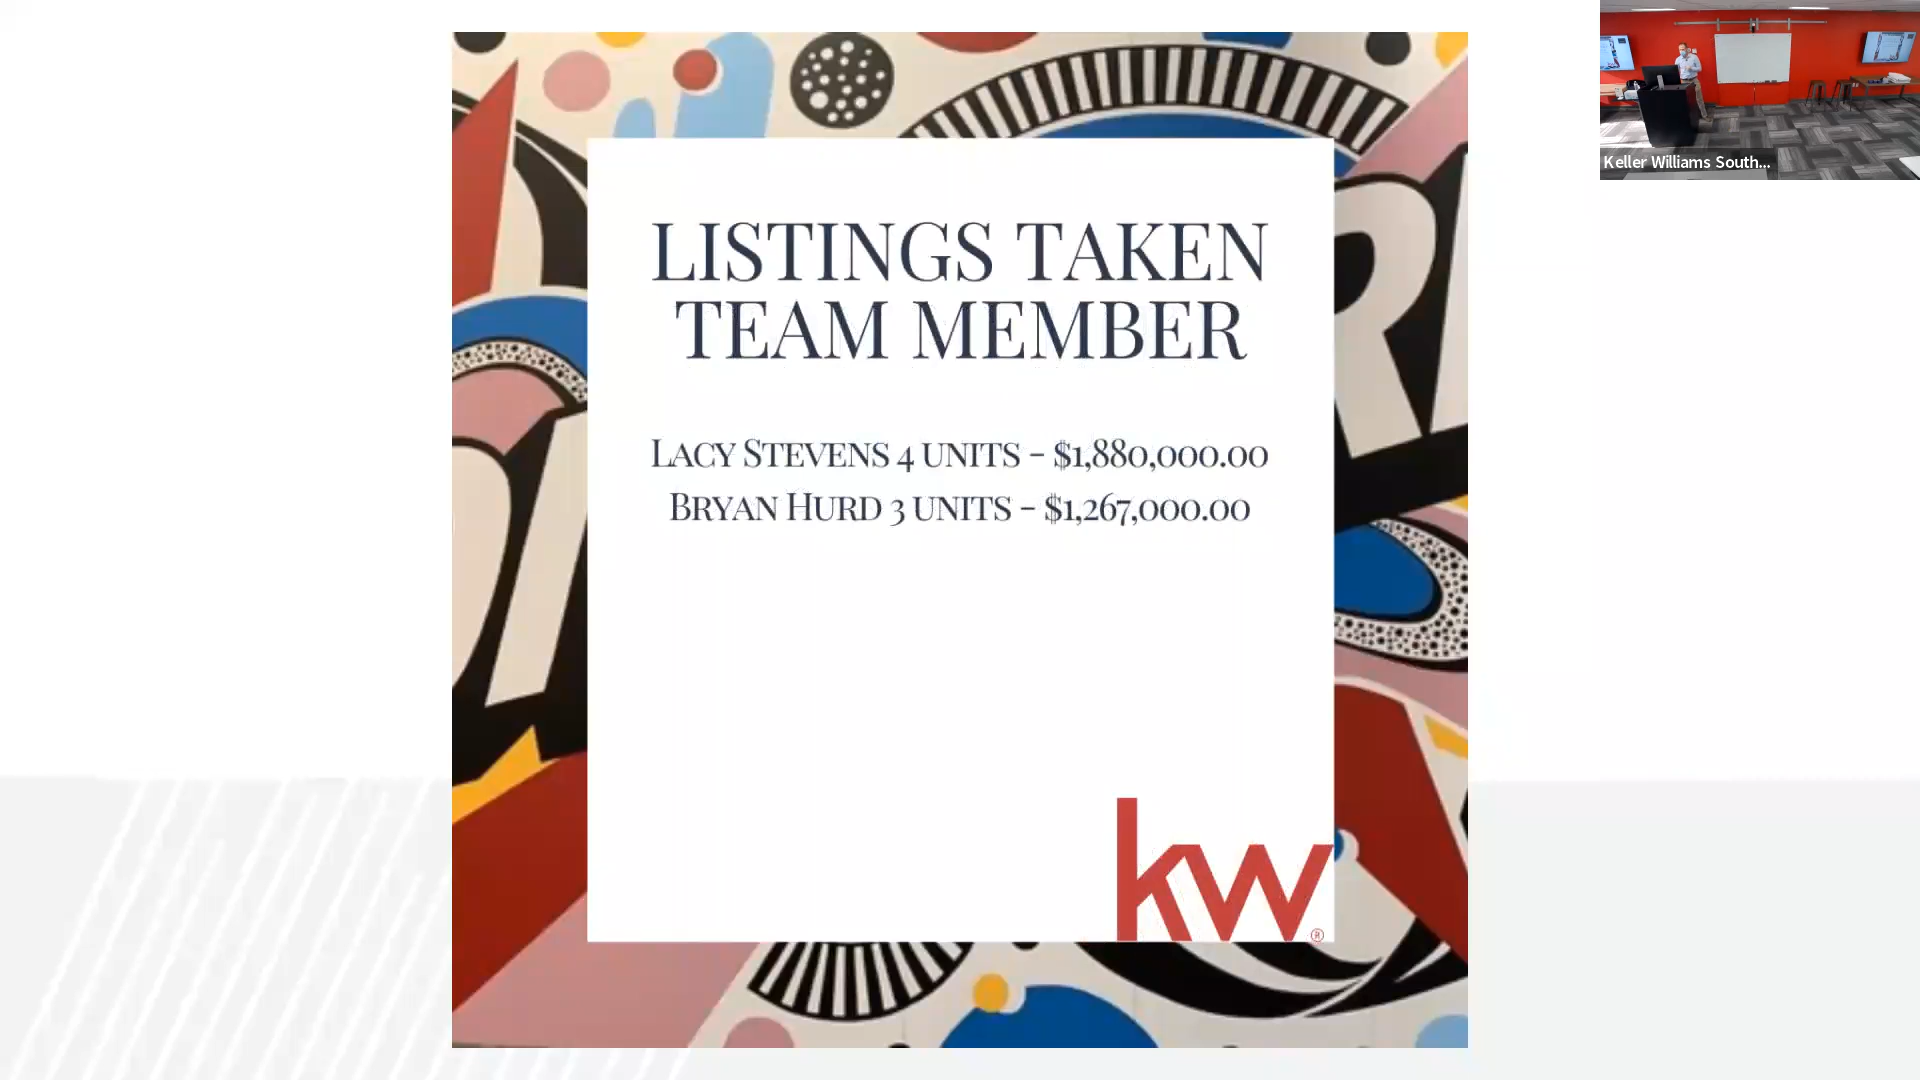 LISTINGS TAKEN
TEAM MEMBER
LACY STEVENS 4 UNITS - $1,880,000.00
BRYAN HURD 3 UNITS - $1,267,000.00
kw®
Keller Williams South...